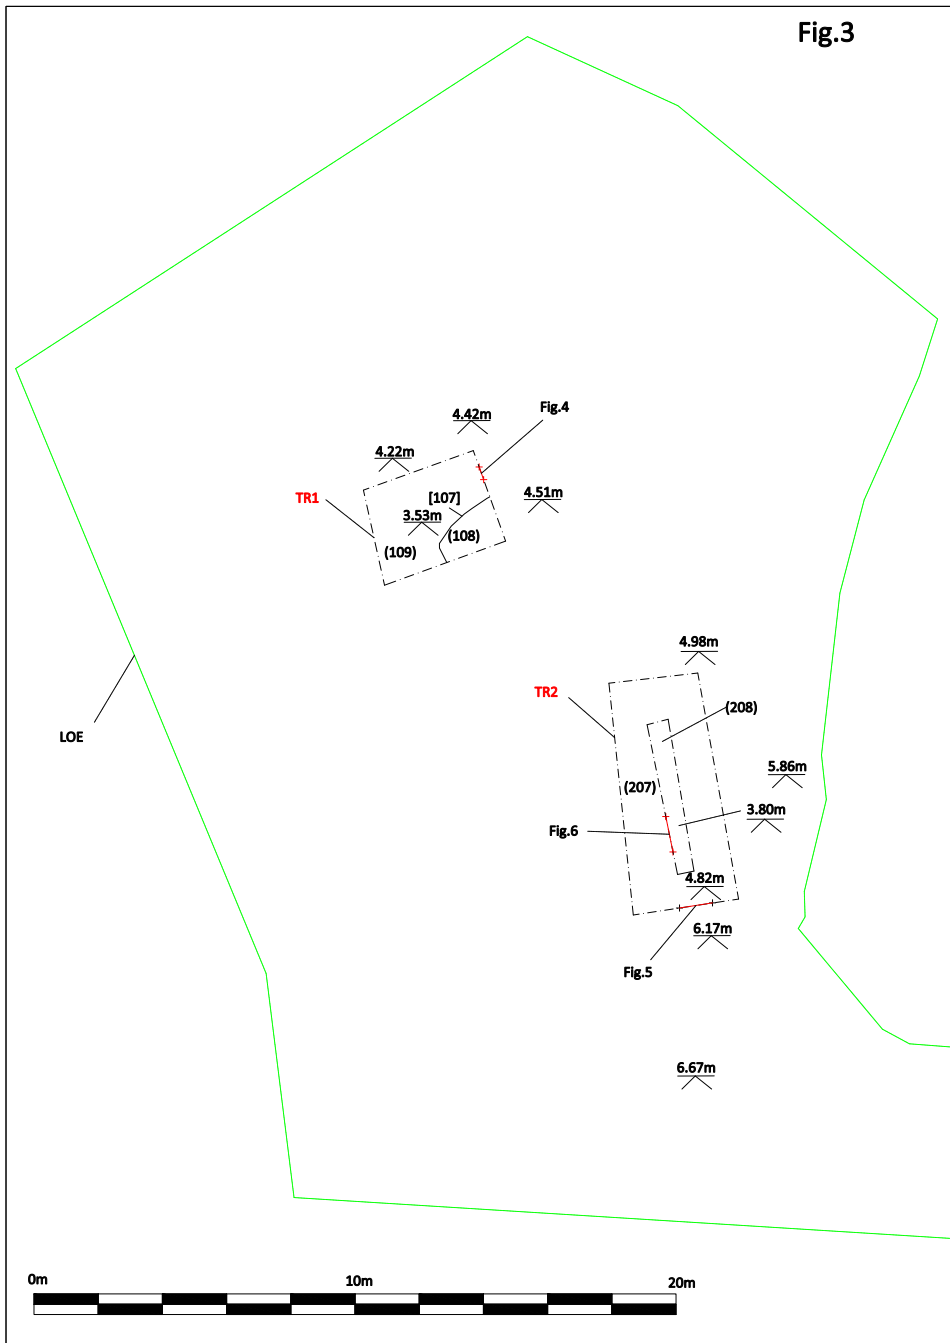 Fig.3
Fig.4
4.42m
4.22m
TR1
[107]
4.51m
3.53m
(108)
(109)
4.98m
TR2
(208)
LOE
5.86m
(207)
3.80m
Fig.6
4.82m
6.17m
Fig.5
6.67m
0m 10m 20m